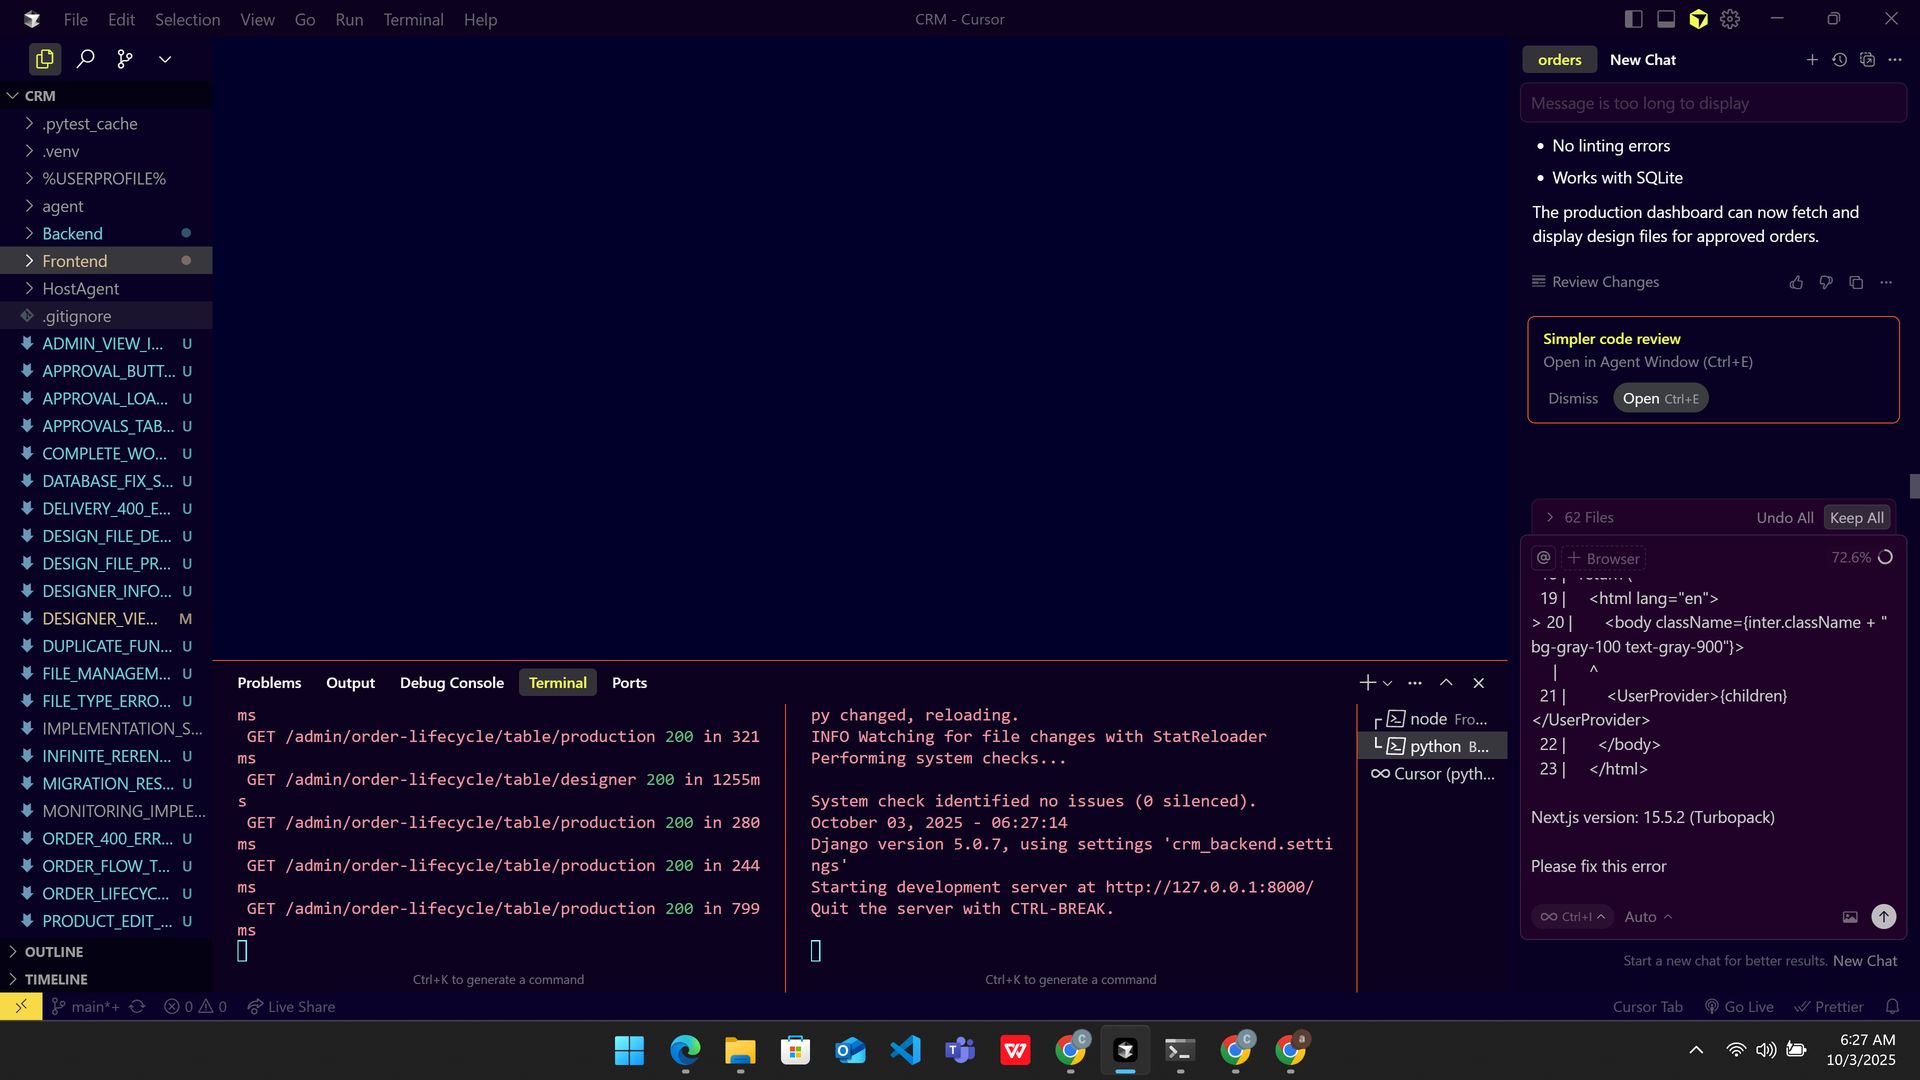 File Edit Selection View Go Run Terminal Help
CRM - Cursor
CRM
.pytest_cache
.venv
%USERPROFILE%
agent
Backend
Frontend
HostAgent
.gitignore
ADMIN_VIEW_I... U
APPROVAL_BUTT... U
APPROVAL_LOA... U
APPROVALS_TAB... U
COMPLETE_WO... U
DATABASE_FIX_S... U
DELIVERY_400_E... U
DESIGN_FILE_DE... U
DESIGN_FILE_PR... U
DESIGNER_INFO... U
DESIGNER_VIE... M
DUPLICATE_FUN... U
FILE_MANAGEM... U
FILE_TYPE_ERRO... U
IMPLEMENTATION_S...
INFINITE_REREN... U
MIGRATION_RES... U
MONITORING_IMPLE...
ORDER_400_ERR... U
ORDER_FLOW_T... U
ORDER_LIFECYC... U
PRODUCT_EDIT_... U
OUTLINE
TIMELINE
Problems Output Debug Console Terminal Ports
ms
GET /admin/order-lifecycle/table/production 200 in 321
ms
GET /admin/order-lifecycle/table/designer 200 in 1255m
s
GET /admin/order-lifecycle/table/production 200 in 280
ms
GET /admin/order-lifecycle/table/production 200 in 244
ms
GET /admin/order-lifecycle/table/production 200 in 799
ms
Ctrl+K to generate a command
py changed, reloading.
INFO Watching for file changes with StatReloader
Performing system checks...
System check identified no issues (0 silenced).
October 03, 2025 - 06:27:14
Django version 5.0.7, using settings 'crm_backend.setti
ngs'
Starting development server at http://127.0.0.1:8000/
Quit the server with CTRL-BREAK.
Ctrl+K to generate a command
node Fro...
python B...
Cursor (pyth...
orders New Chat
Message is too long to display
• No linting errors
• Works with SQLite
The production dashboard can now fetch and
display design files for approved orders.
Review Changes
Simpler code review
Open in Agent Window (Ctrl+E)
Dismiss Open Ctrl+E
62 Files Undo All Keep All
@ + Browser 72.6%
19 | <html lang="en">
> 20 | <body className={inter.className + "
bg-gray-100 text-gray-900"}>
| ^
21 | <UserProvider>{children}
</UserProvider>
22 | </body>
23 | </html>
Next.js version: 15.5.2 (Turbopack)
Please fix this error
Ctrl+I Auto
Start a new chat for better results. New Chat
main*+ 0 0 Live Share
Cursor Tab Go Live Prettier
6:27 AM
10/3/2025